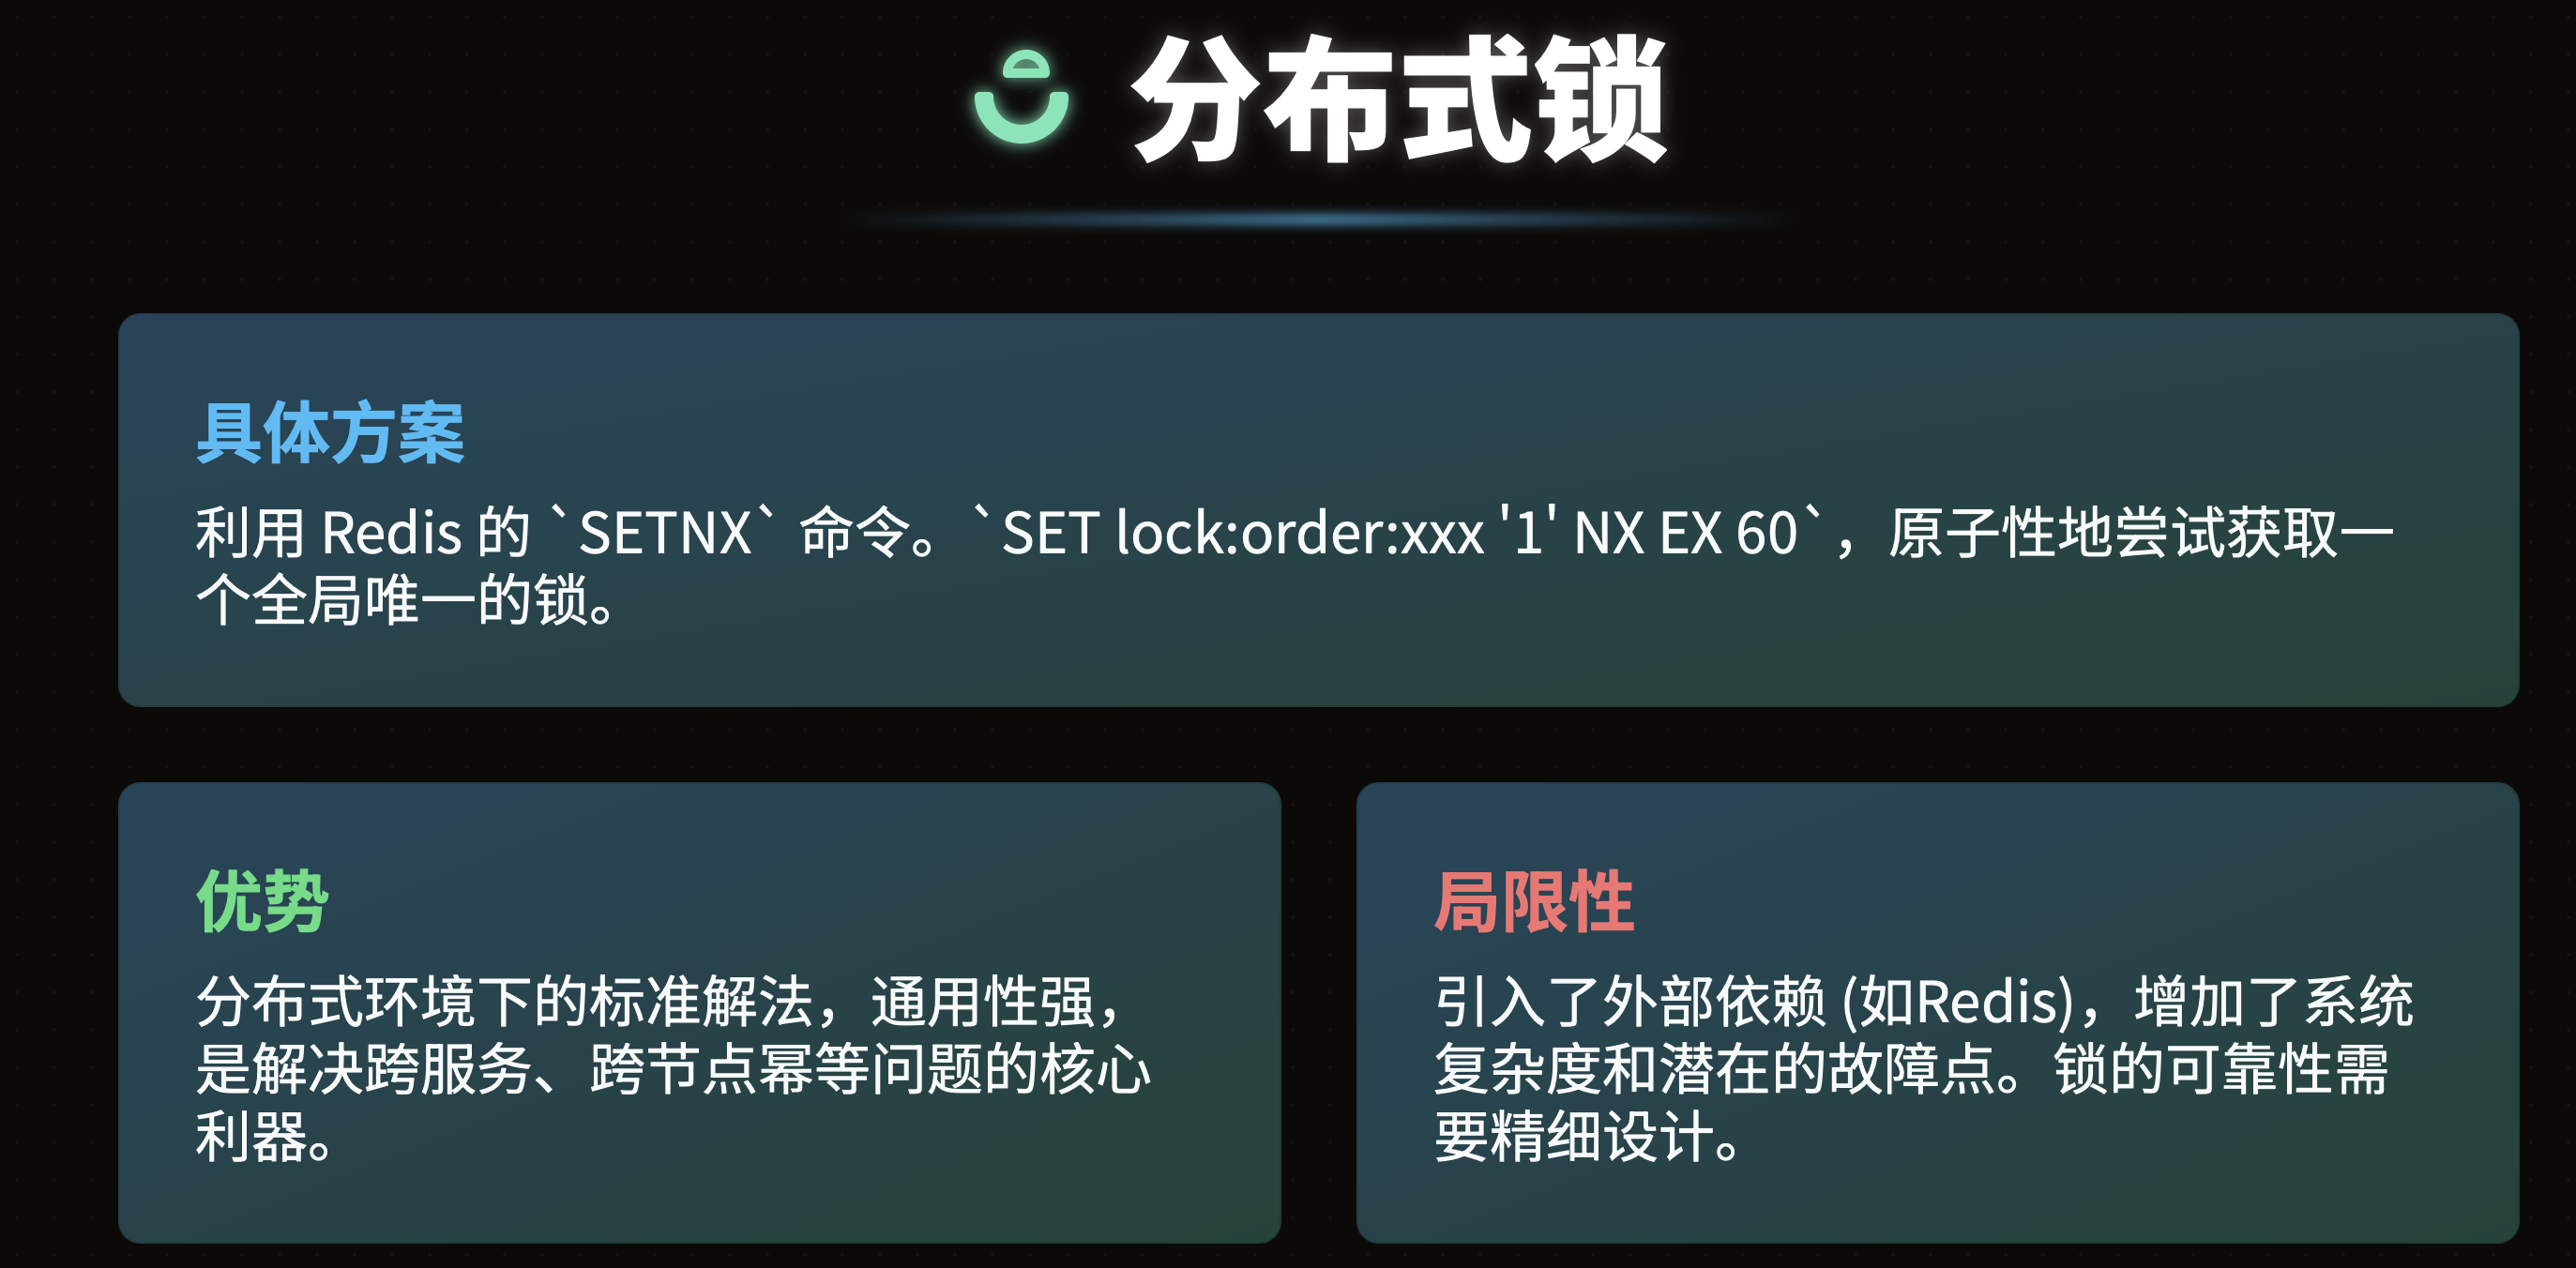 分布式锁
具体方案
利用 Redis 的 `SETNX` 命令。 `SET lock:order:xxx '1' NX EX 60`，原子性地尝试获取一
个全局唯一的锁。
优势
分布式环境下的标准解法，通用性强，
是解决跨服务、跨节点幂等问题的核心
利器。
局限性
引入了外部依赖 (如Redis)，增加了系统
复杂度和潜在的故障点。锁的可靠性需
要精细设计。